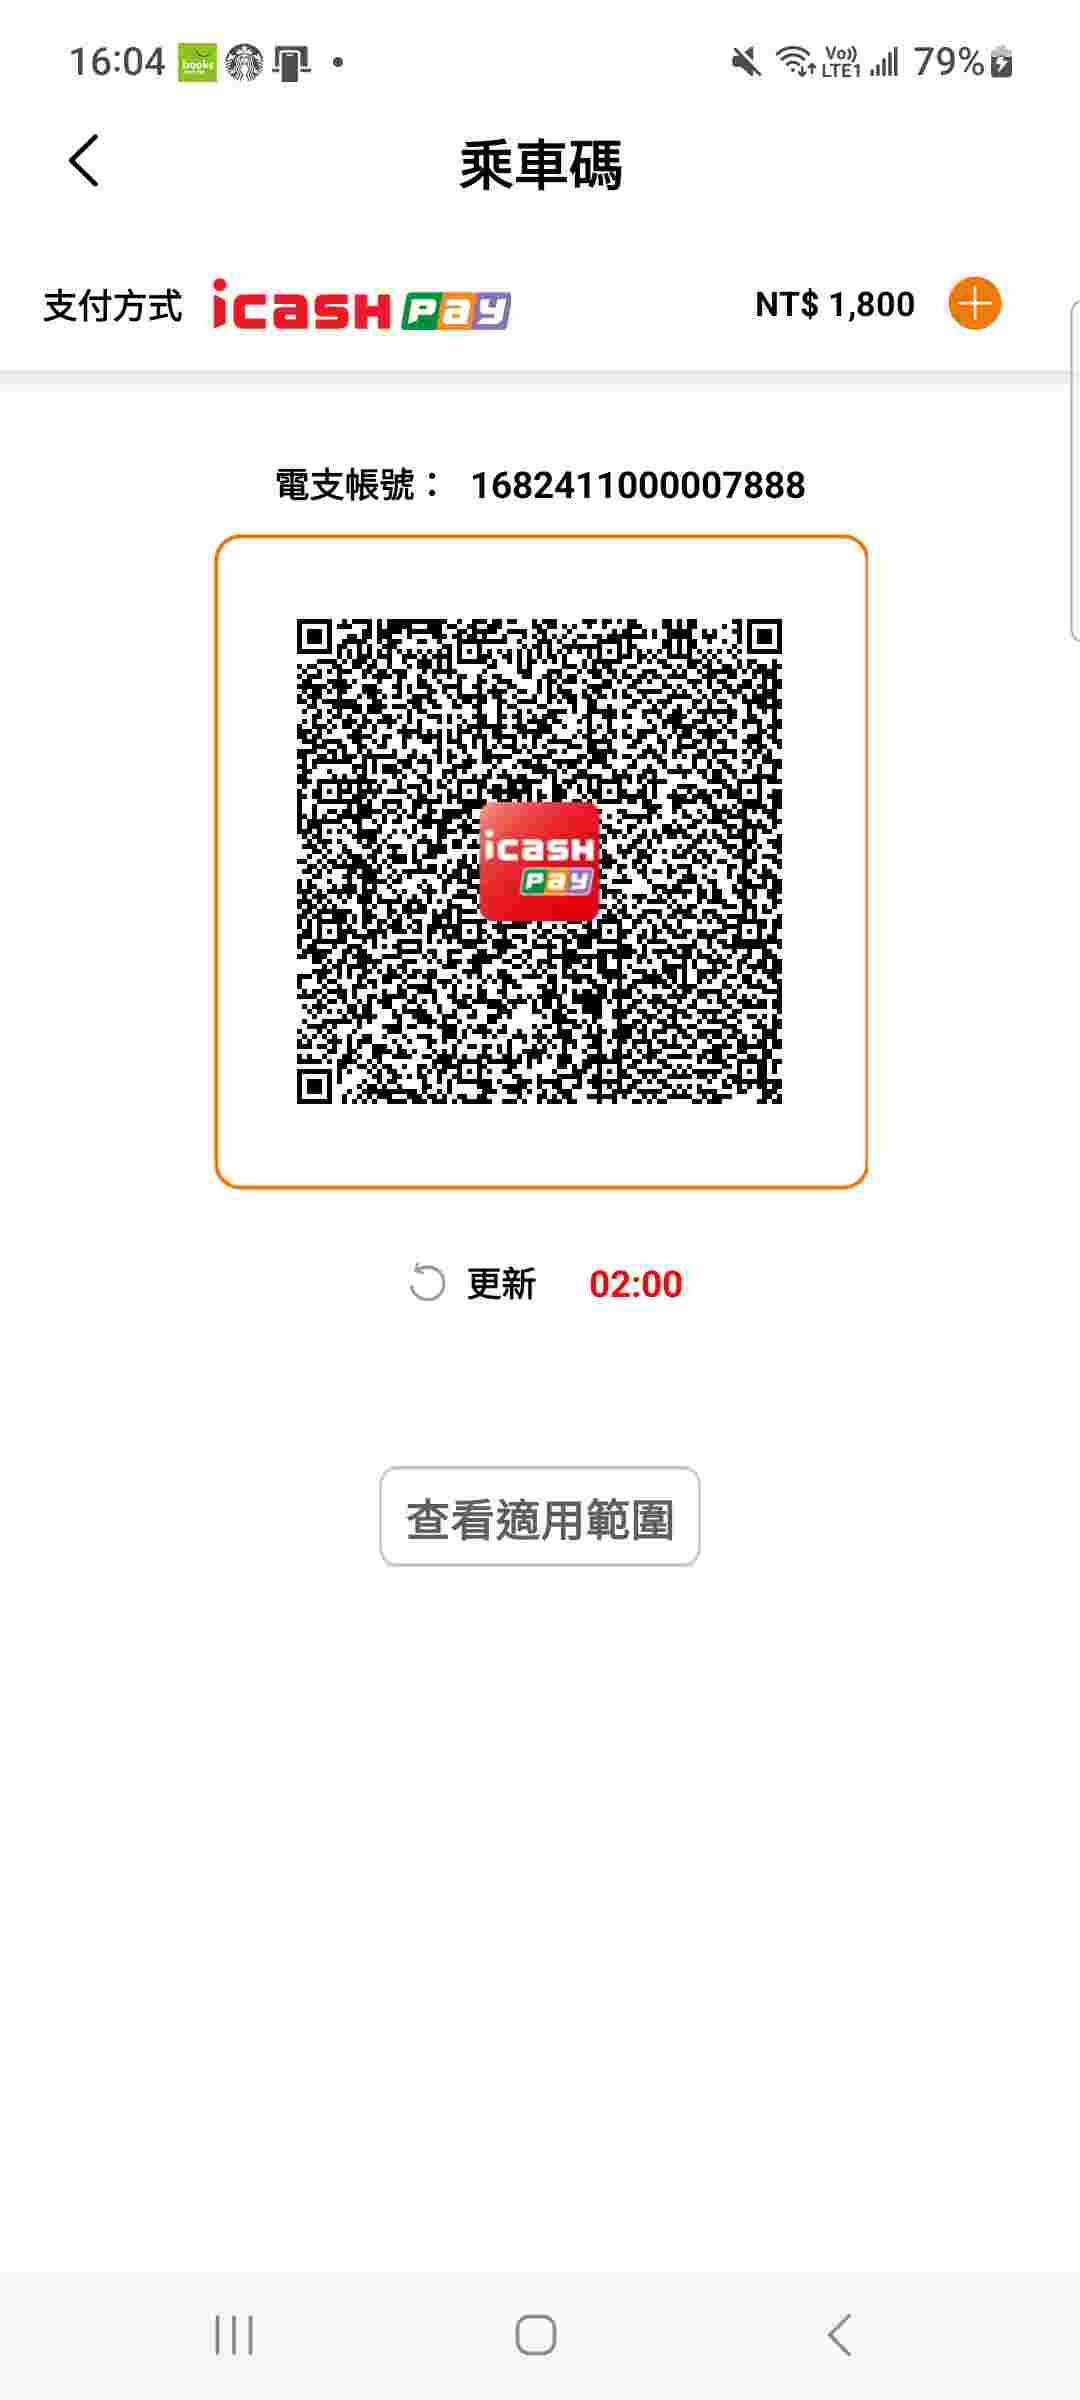 16:04 books Vo)) LTE1 79%
乘車碼
支付方式 icash pay NT$ 1,800
電支帳號： 1682411000007888
icash
pay
更新 02:00
查看適用範圍